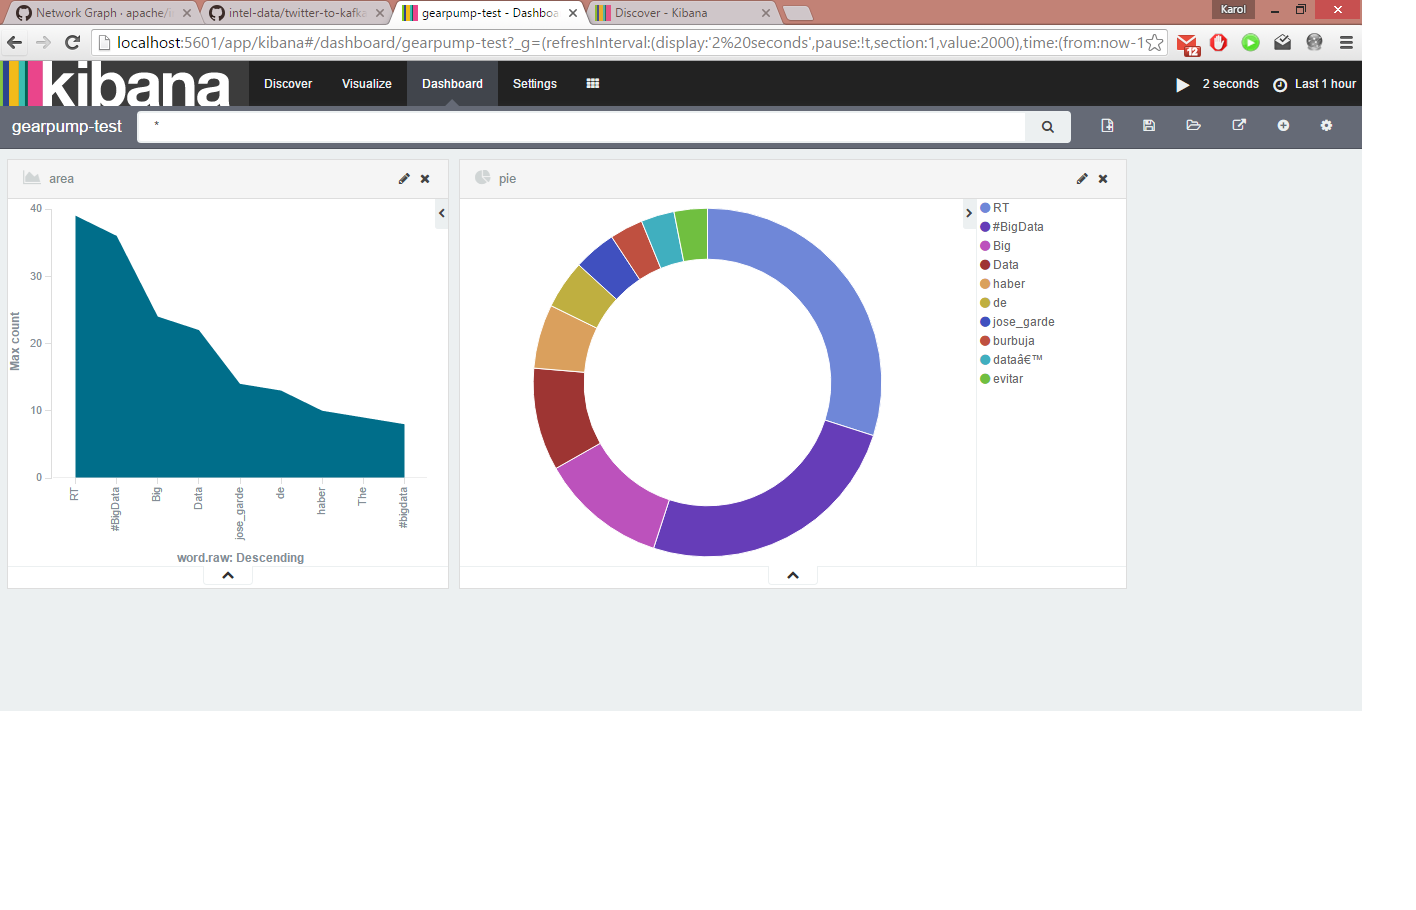 Network Graph · apache/i
intel-data/twitter-to-kafka
gearpump-test - Dashboa
Discover - Kibana
Karol
localhost:5601/app/kibana#/dashboard/gearpump-test?_g=(refreshInterval:(display:'2%20seconds',pause:!t,section:1,value:2000),time:(from:now-1
12
kibana
Discover
Visualize
Dashboard
Settings
2 seconds
Last 1 hour
gearpump-test
*
area
40
30
20
10
0
Max count
RT
#BigData
Big
Data
jose_garde
de
haber
The
#bigdata
word.raw: Descending
pie
RT
#BigData
Big
Data
haber
de
jose_garde
burbuja
dataâ€™
evitar